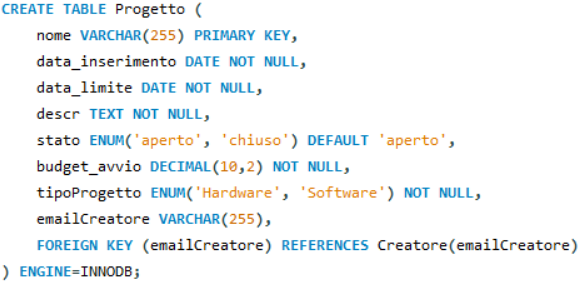 CREATE TABLE Progetto (
    nome VARCHAR(255) PRIMARY KEY,
    data_inserimento DATE NOT NULL,
    data_limite DATE NOT NULL,
    descr TEXT NOT NULL,
    stato ENUM('aperto', 'chiuso') DEFAULT 'aperto',
    budget_avvio DECIMAL(10,2) NOT NULL,
    tipoProgetto ENUM('Hardware', 'Software') NOT NULL,
    emailCreatore VARCHAR(255),
    FOREIGN KEY (emailCreatore) REFERENCES Creatore(emailCreatore)
) ENGINE=INNODB;